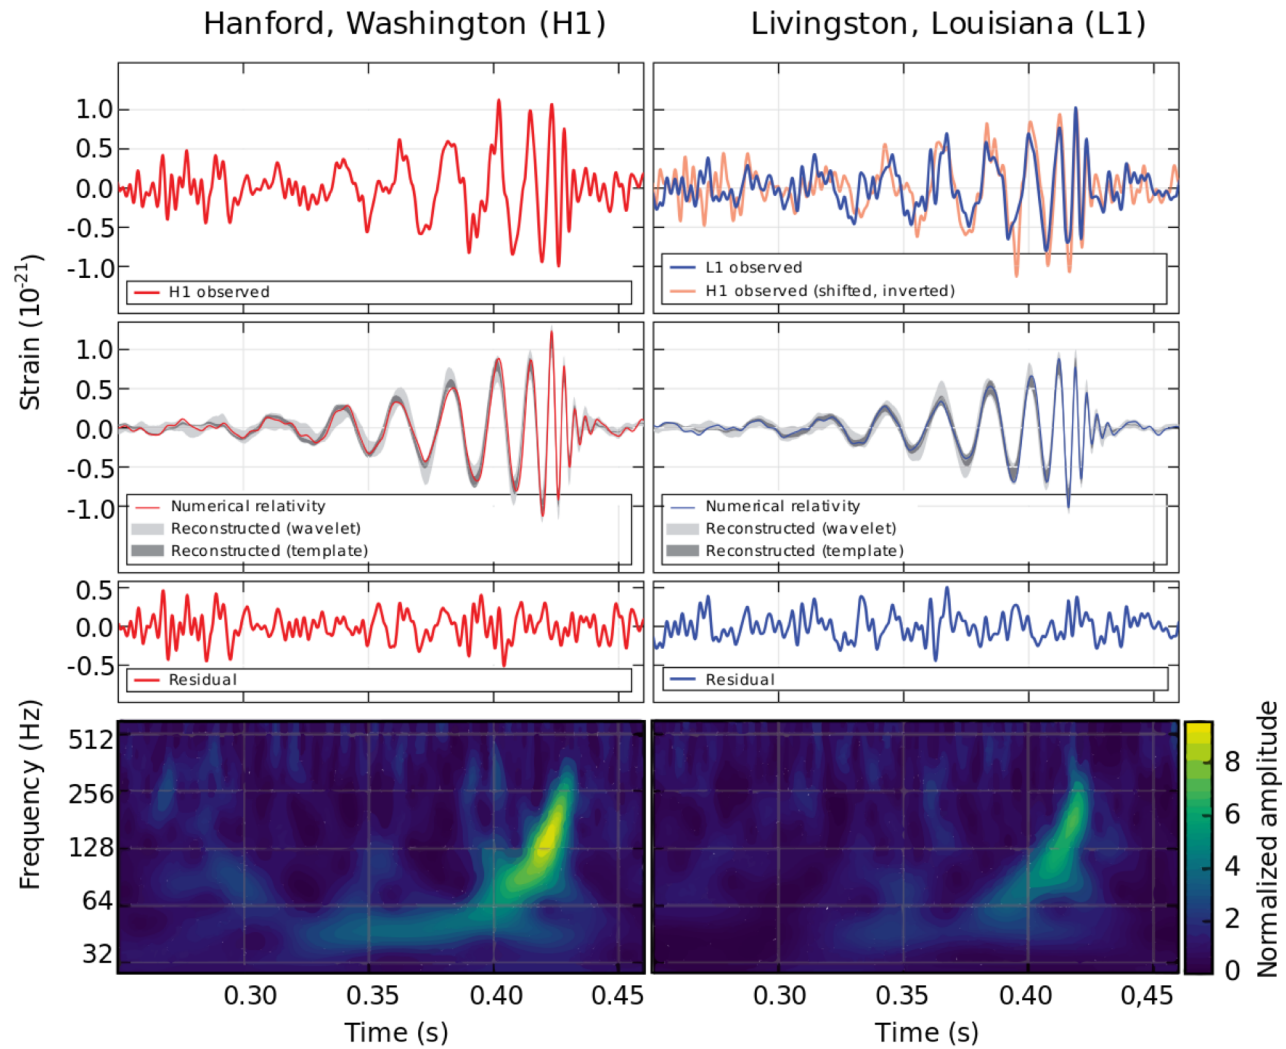 Hanford, Washington (H1)
Livingston, Louisiana (L1)
Strain (10-21)
1.0
0.5
0.0
-0.5
-1.0
H1 observed
L1 observed
H1 observed (shifted, inverted)
1.0
0.5
0.0
-0.5
-1.0
Numerical relativity
Reconstructed (wavelet)
Reconstructed (template)
Numerical relativity
Reconstructed (wavelet)
Reconstructed (template)
0.5
0.0
-0.5
Residual
Residual
Frequency (Hz)
512
256
128
64
32
Normalized amplitude
8
6
4
2
0
0.30 0.35 0.40 0.45
0.30 0.35 0.40 0,45
Time (s)
Time (s)